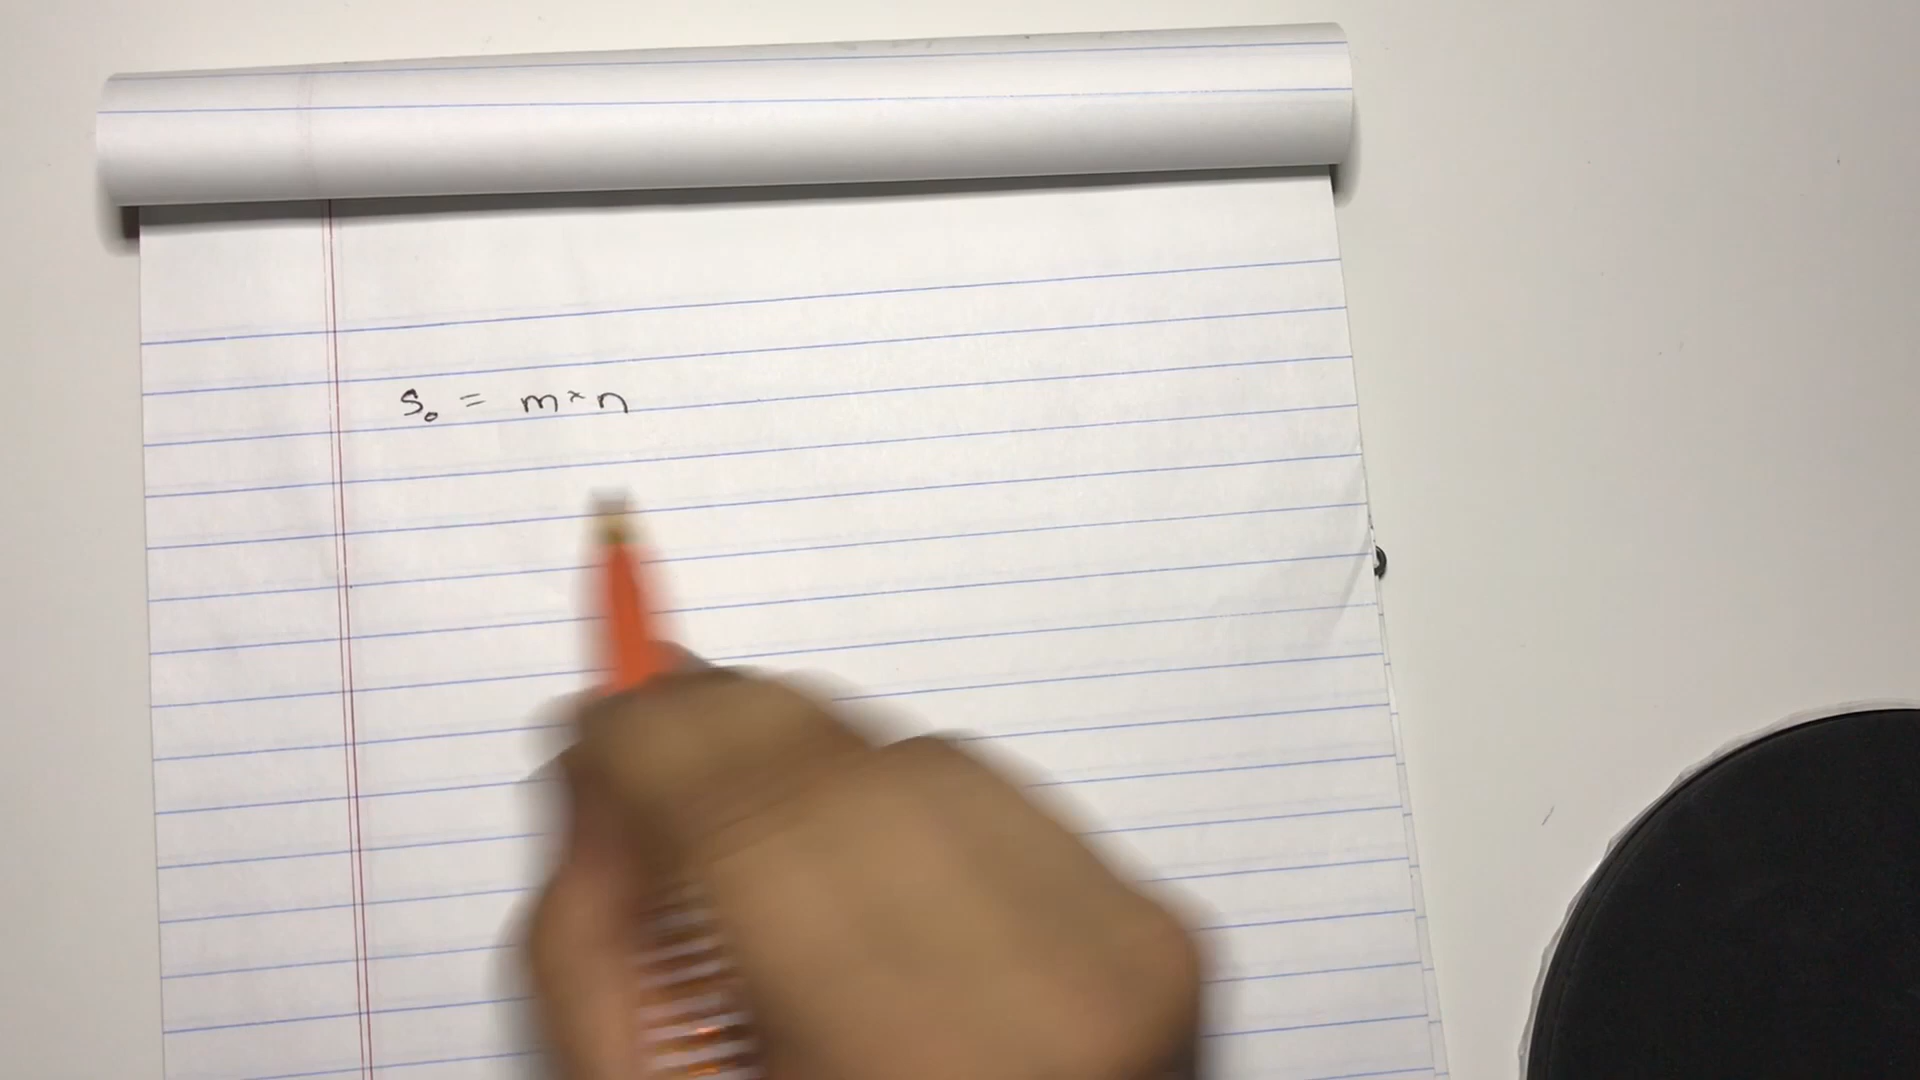 S₀ = m × n